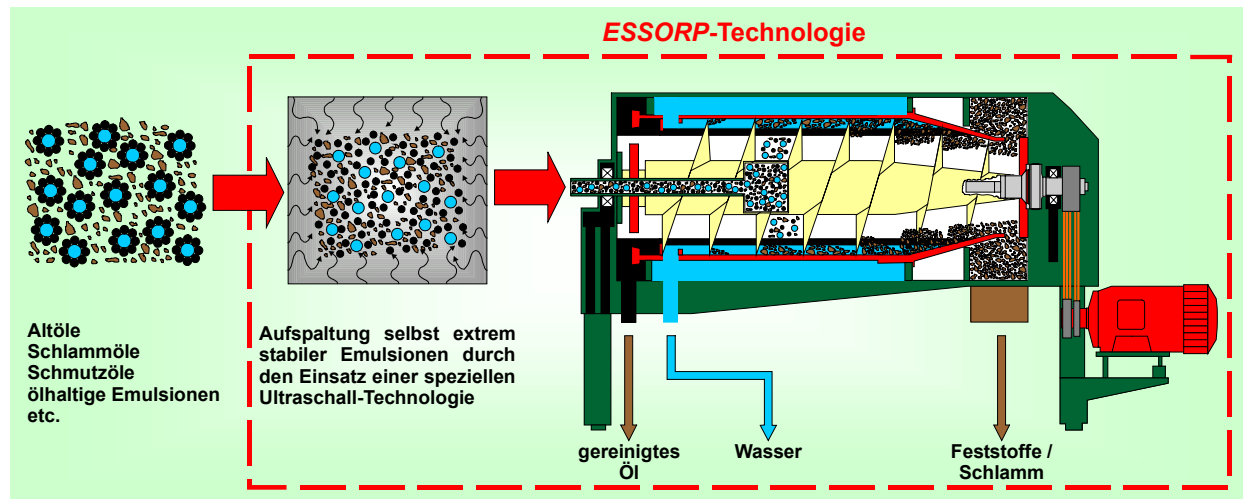 ESSORP-Technologie
Altöle
Schlammöle
Schmutzöle
ölhaltige Emulsionen
etc.
Aufspaltung selbst extrem
stabiler Emulsionen durch
den Einsatz einer speziellen
Ultraschall-Technologie
gereinigtes
Öl
Wasser
Feststoffe /
Schlamm